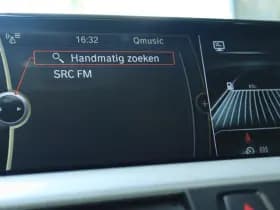 16:32 Qmusic
Handmatig zoeken
SRC FM